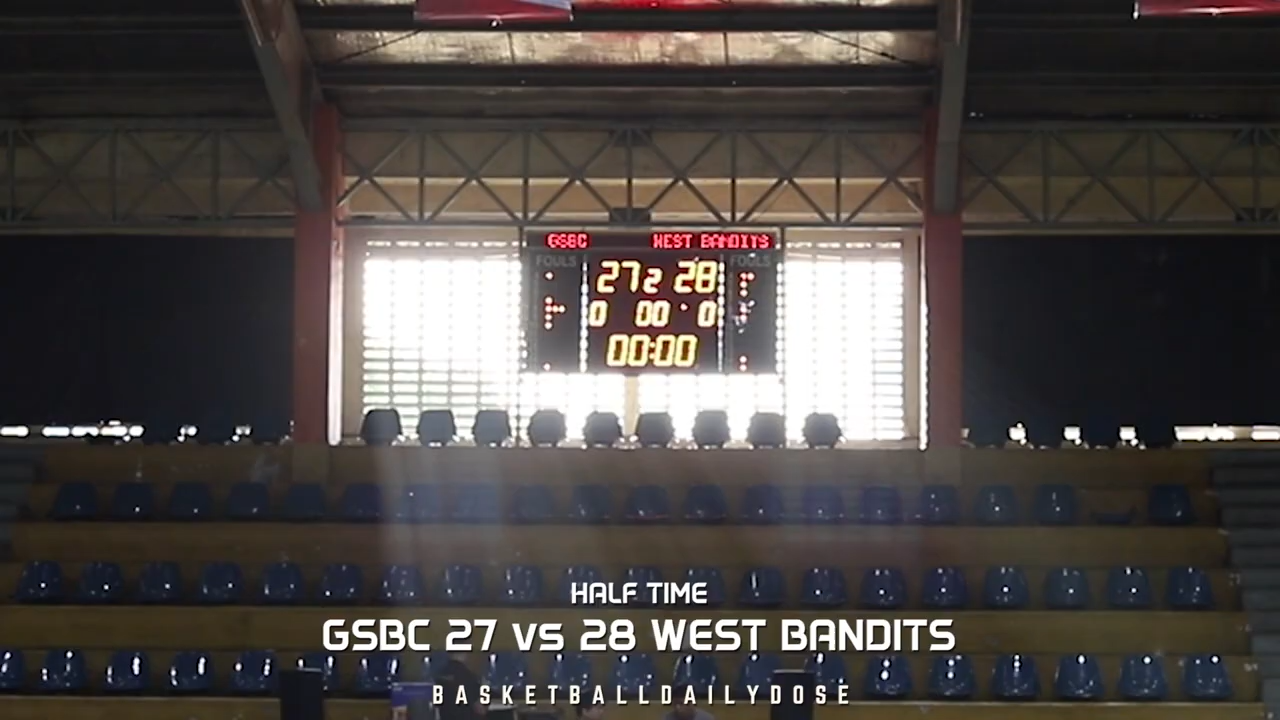 GSBC WEST BANDITS
FOULS FOULS
27 2 28
0 00 0
00:00
HALF TIME
GSBC 27 vs 28 WEST BANDITS
BASKETBALLDAILYDOSE